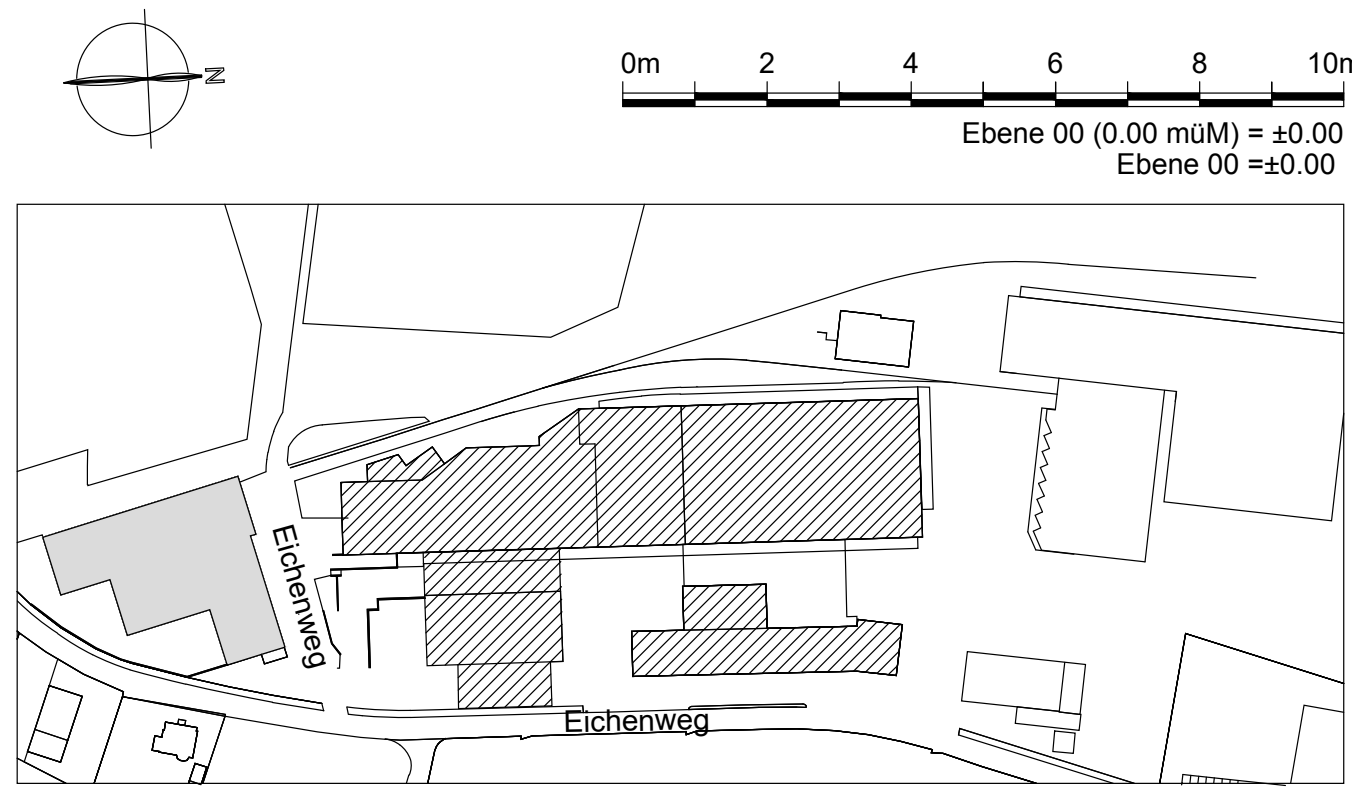 N
0m 2 4 6 8 10m
Ebene 00 (0.00 müM) = ±0.00
Ebene 00 =±0.00
Eichenweg
Eichenweg